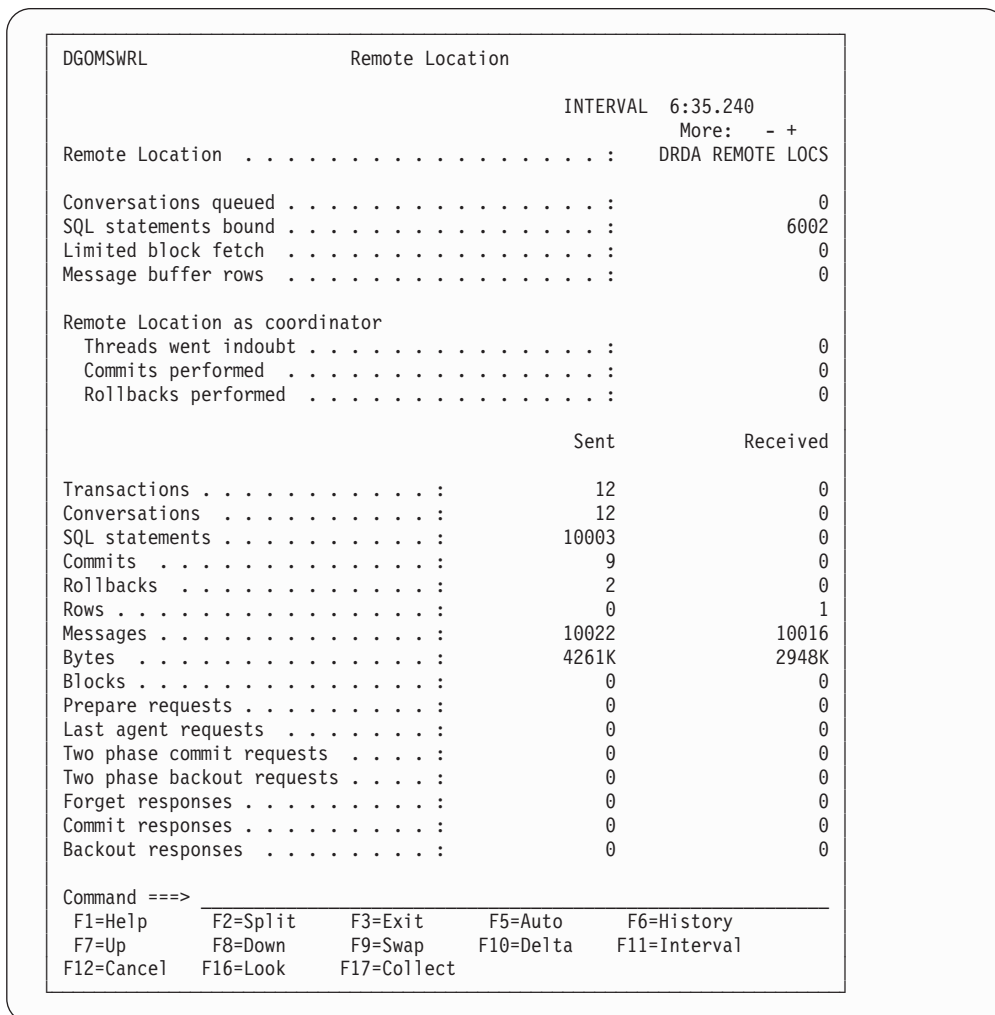 DGOMSWRL Remote Location
INTERVAL 6:35.240
More: - +
Remote Location . . . . . . . . . . . . . . . . . : DRDA REMOTE LOCS
Conversations queued . . . . . . . . . . . . . . . : 0
SQL statements bound . . . . . . . . . . . . . . . : 6002
Limited block fetch . . . . . . . . . . . . . . . : 0
Message buffer rows . . . . . . . . . . . . . . . : 0
Remote Location as coordinator
Threads went indoubt . . . . . . . . . . . . . . : 0
Commits performed . . . . . . . . . . . . . . . : 0
Rollbacks performed . . . . . . . . . . . . . . : 0
Sent Received
Transactions . . . . . . . . . . . : 12 0
Conversations . . . . . . . . . . : 12 0
SQL statements . . . . . . . . . . : 10003 0
Commits . . . . . . . . . . . . . : 9 0
Rollbacks . . . . . . . . . . . . : 2 0
Rows . . . . . . . . . . . . . . . : 0 1
Messages . . . . . . . . . . . . . : 10022 10016
Bytes . . . . . . . . . . . . . . : 4261K 2948K
Blocks . . . . . . . . . . . . . . : 0 0
Prepare requests . . . . . . . . . : 0 0
Last agent requests . . . . . . . : 0 0
Two phase commit requests . . . . : 0 0
Two phase backout requests . . . . : 0 0
Forget responses . . . . . . . . . : 0 0
Commit responses . . . . . . . . . : 0 0
Backout responses . . . . . . . . : 0 0
Command ===>
F1=Help F2=Split F3=Exit F5=Auto F6=History
F7=Up F8=Down F9=Swap F10=Delta F11=Interval
F12=Cancel F16=Look F17=Collect